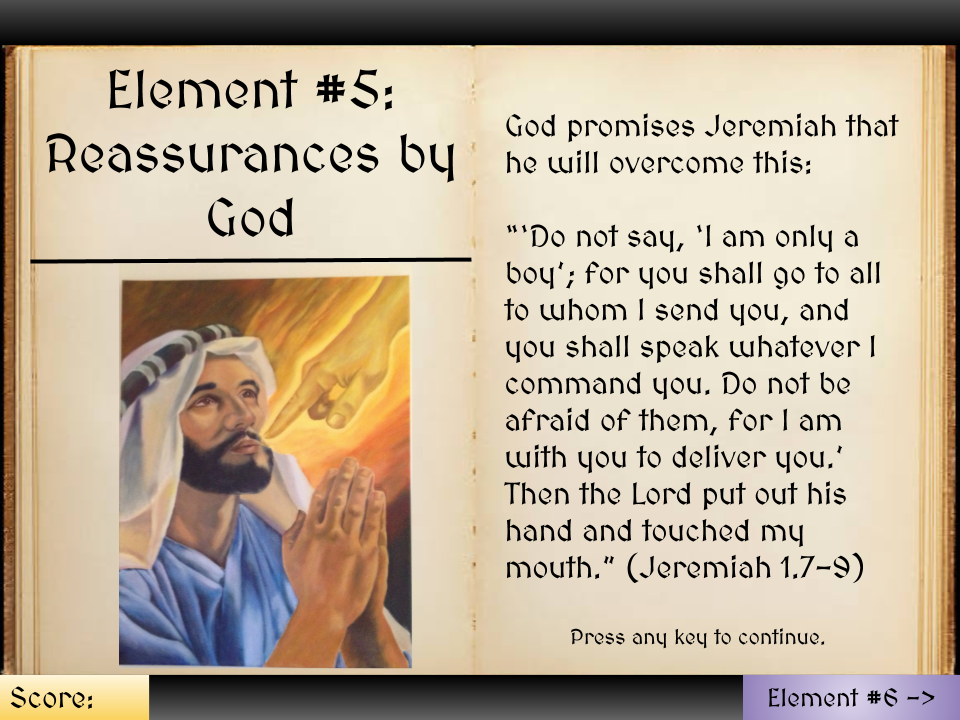 Element #5:
Reassurances by
God
God promises Jeremiah that
he will overcome this:
"'Do not say, 'I am only a
boy'; for you shall go to all
to whom I send you, and
you shall speak whatever I
command you. Do not be
afraid of them, for I am
with you to deliver you.'
Then the Lord put out his
hand and touched my
mouth." (Jeremiah 1.7-9)
Press any key to continue.
Score:
Element #6 ->